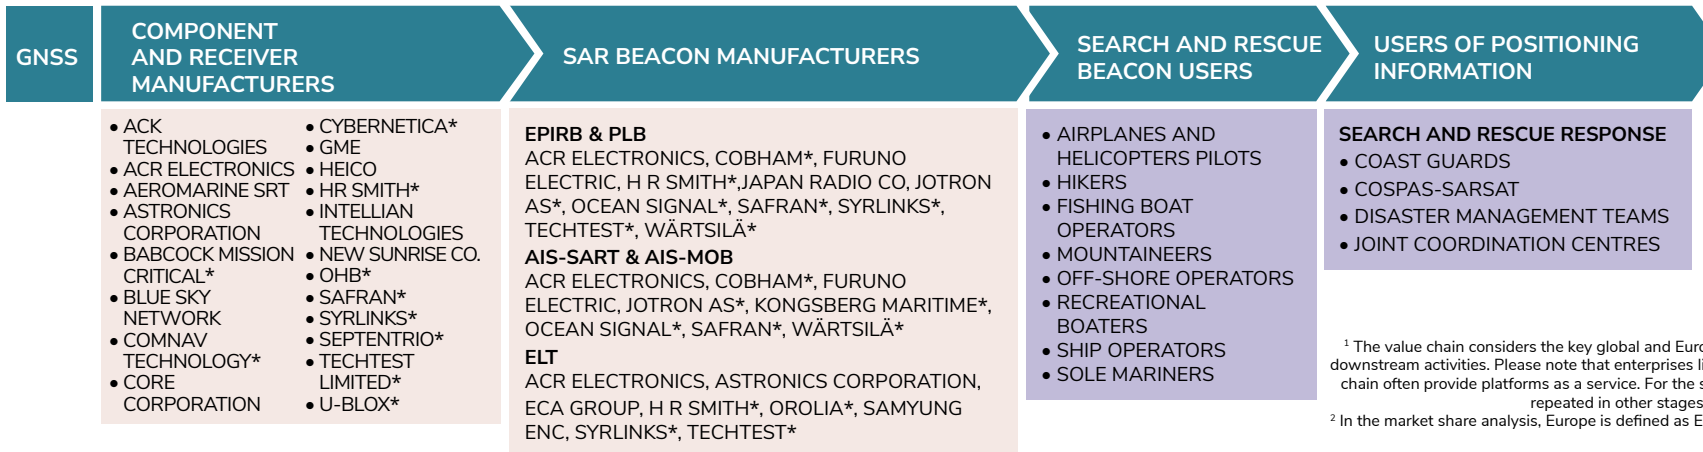 GNSS
COMPONENT
AND RECEIVER
MANUFACTURERS
SAR BEACON MANUFACTURERS
SEARCH AND RESCUE
BEACON USERS
USERS OF POSITIONING
INFORMATION
• ACK
TECHNOLOGIES
• ACR ELECTRONICS
• AEROMARINE SRT
• ASTRONICS
CORPORATION
• BABCOCK MISSION
CRITICAL*
• BLUE SKY
NETWORK
• COMNAV
TECHNOLOGY*
• CORE
CORPORATION
• CYBERNETICA*
• GME
• HEICO
• HR SMITH*
• INTELLIAN
TECHNOLOGIES
• NEW SUNRISE CO.
• OHB*
• SAFRAN*
• SYRLINKS*
• SEPTENTRIO*
• TECHTEST
LIMITED*
• U-BLOX*
EPIRB & PLB
ACR ELECTRONICS, COBHAM*, FURUNO
ELECTRIC, H R SMITH*,JAPAN RADIO CO, JOTRON
AS*, OCEAN SIGNAL*, SAFRAN*, SYRLINKS*,
TECHTEST*, WÄRTSILÄ*
AIS-SART & AIS-MOB
ACR ELECTRONICS, COBHAM*, FURUNO
ELECTRIC, JOTRON AS*, KONGSBERG MARITIME*,
OCEAN SIGNAL*, SAFRAN*, WÄRTSILÄ*
ELT
ACR ELECTRONICS, ASTRONICS CORPORATION,
ECA GROUP, H R SMITH*, OROLIA*, SAMYUNG
ENC, SYRLINKS*, TECHTEST*
• AIRPLANES AND
HELICOPTERS PILOTS
• HIKERS
• FISHING BOAT
OPERATORS
• MOUNTAINEERS
• OFF-SHORE OPERATORS
• RECREATIONAL
BOATERS
• SHIP OPERATORS
• SOLE MARINERS
SEARCH AND RESCUE RESPONSE
• COAST GUARDS
• COSPAS-SARSAT
• DISASTER MANAGEMENT TEAMS
• JOINT COORDINATION CENTRES
¹ The value chain considers the key global and
downstream activities. Please note that enterprises
chain often provide platforms as a service. For the
repeated in other stages
² In the market share analysis, Europe is defined as